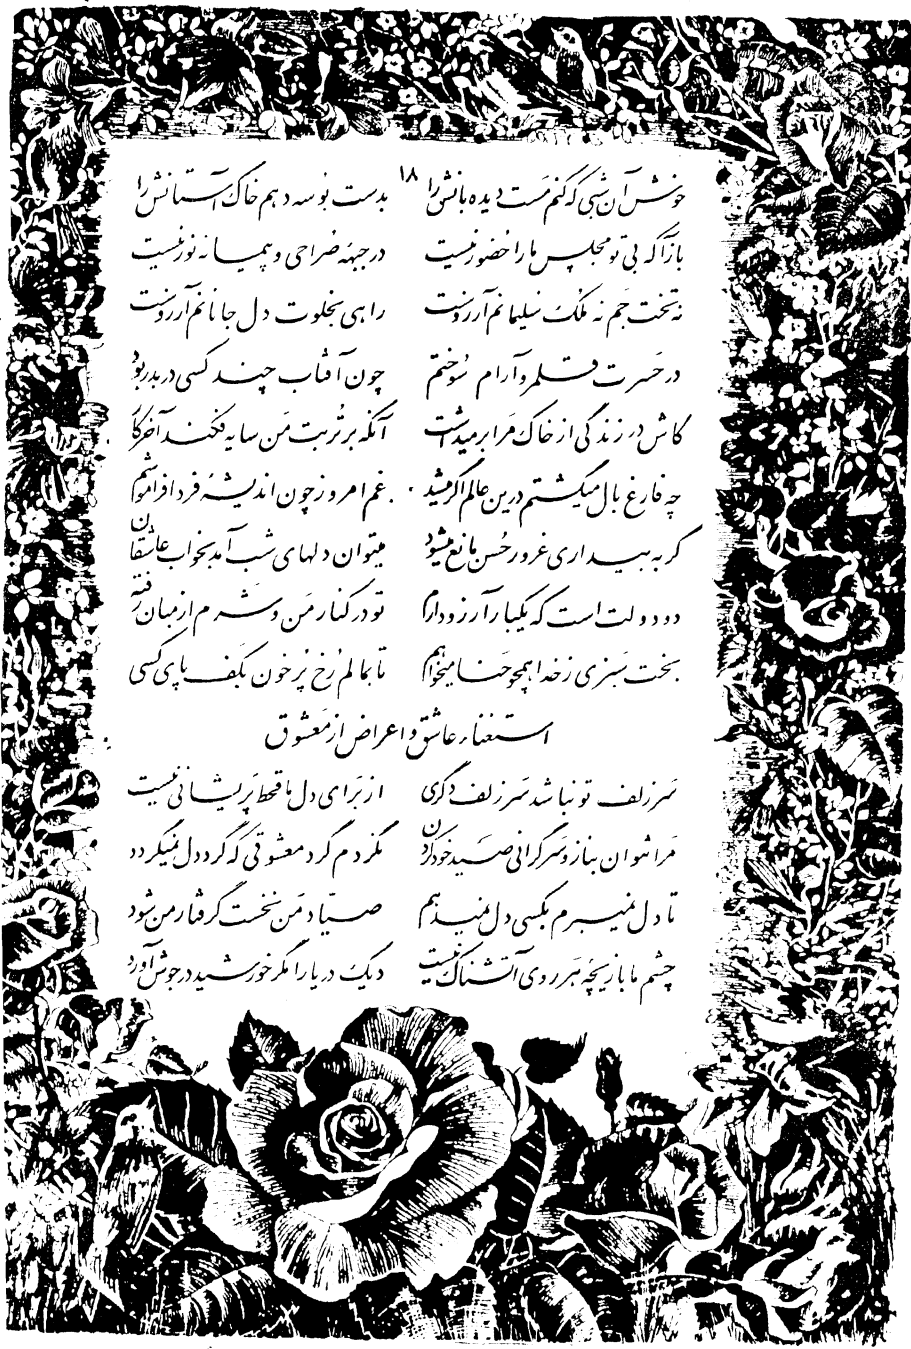 ۱۸
خوش آن شبی که کنم مست دیده بانش را بدست بوسه دهم خاک آستانش را
بازآ که بی تو مجلس ما را حضور نیست در جبههٔ صراحی و پیمانه نور نیست
نه تخت جم نه ملک سلیمانم آرزوست راهی بخلوت دل جانانم آرزوست
در حسرت قلمرو آرام سوختم چون آفتاب چند کسی در بدر بود
کاش در زندگی از خاک مرا برمیداشت آنکه بر تربت من سایه فکند آخر کار
چه فارغ بال میگشتم درین عالم اگر میشد غم امروز چون اندیشهٔ فردا فراموشم
گر به بیداری غرور حسن مانع میشود میتوان دلهای شب آمد بخواب عاشقان
دو دولت است که یکبار آرزو دارم تو در کنار من و شرم از میان رفته
بخت سبزی ز خدا همچو حنا میخواهم تا بمالم رخ پر خون بکف پای کسی
استغناء عاشق و اعراض از معشوق
سر زلف تو نباشد سر زلف دگری از برای دل ما قحط پریشانی نیست
مرا نتوان بناز و سرگرانی صید خود کردن نگردم گرد معشوقی که گرد دل نمیگردد
تا دل نمیبرم بکسی دل نمیدهم صیاد من نخست گرفتار من شود
چشم ما بازیچهٔ هر روی آتشناک نیست دیک دریا را مگر خورشید در جوش آورد